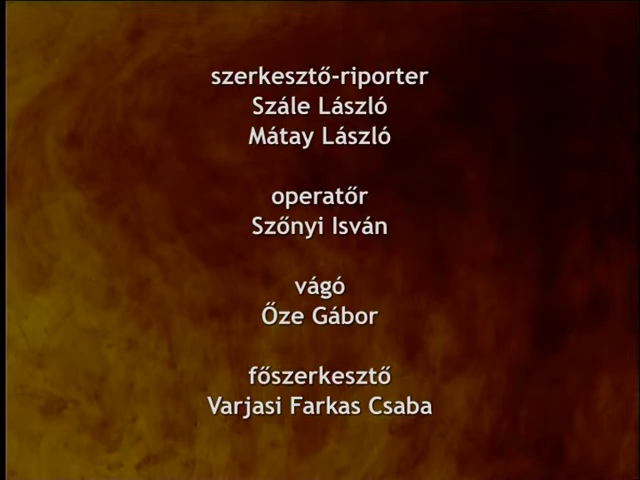 szerkesztő-riporter
Szále László
Mátay László
operatőr
Szőnyi Isván
vágó
Őze Gábor
főszerkesztő
Varjasi Farkas Csaba